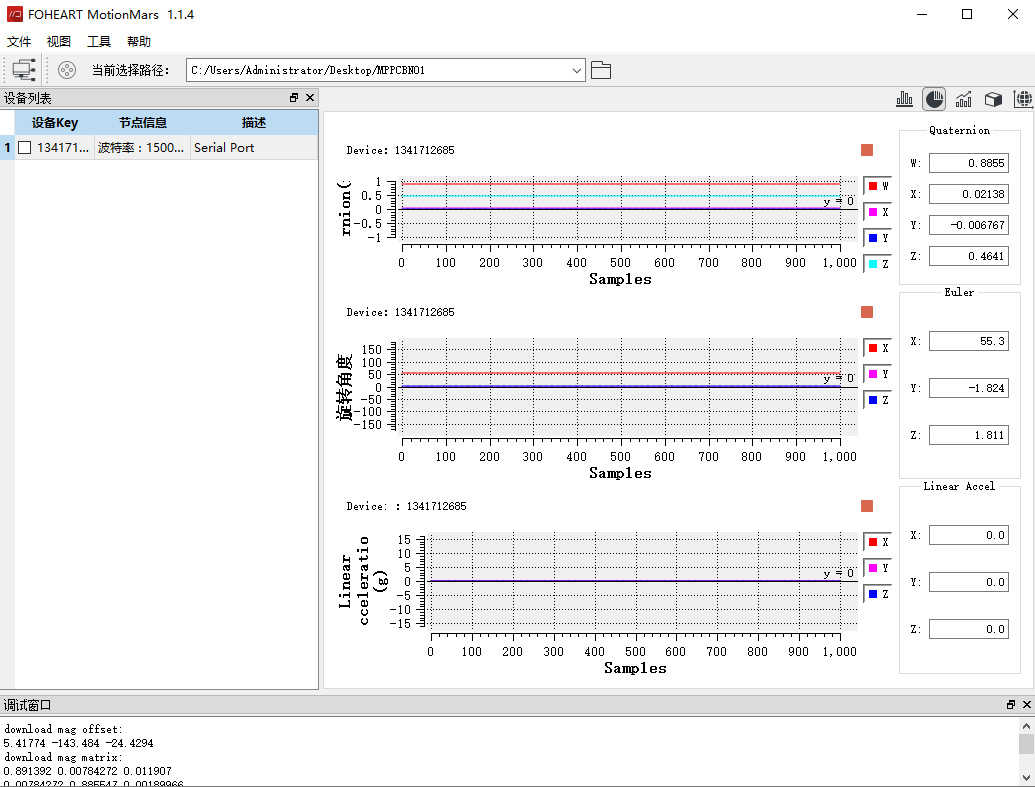 FOHEART MotionMars 1.1.4
文件 视图 工具 帮助
当前选择路径: C:/Users/Administrator/Desktop/MPPCBN01
设备列表
设备Key 节点信息 描述
1 134171... 波特率：1500... Serial Port
Device: 1341712685
rnion(
1
0.5
0
-0.5
-1
y = 0
0 100 200 300 400 500 600 700 800 900 1,000
Samples
W
X
Y
Z
Device: 1341712685
旋转角度
150
100
50
0
-50
-100
-150
y = 0
0 100 200 300 400 500 600 700 800 900 1,000
Samples
X
Y
Z
Device: : 1341712685
Linear
cceleratio
(g)
15
10
5
0
-5
-10
-15
y = 0
0 100 200 300 400 500 600 700 800 900 1,000
Samples
X
Y
Z
Quaternion
W: 0.8855
X: 0.02138
Y: -0.006767
Z: 0.4641
Euler
X: 55.3
Y: -1.824
Z: 1.811
Linear Accel
X: 0.0
Y: 0.0
Z: 0.0
调试窗口
download mag offset:
5.41774 -143.484 -24.4294
download mag matrix:
0.891392 0.00784272 0.011907
0.00784272 0.885547 0.00189966